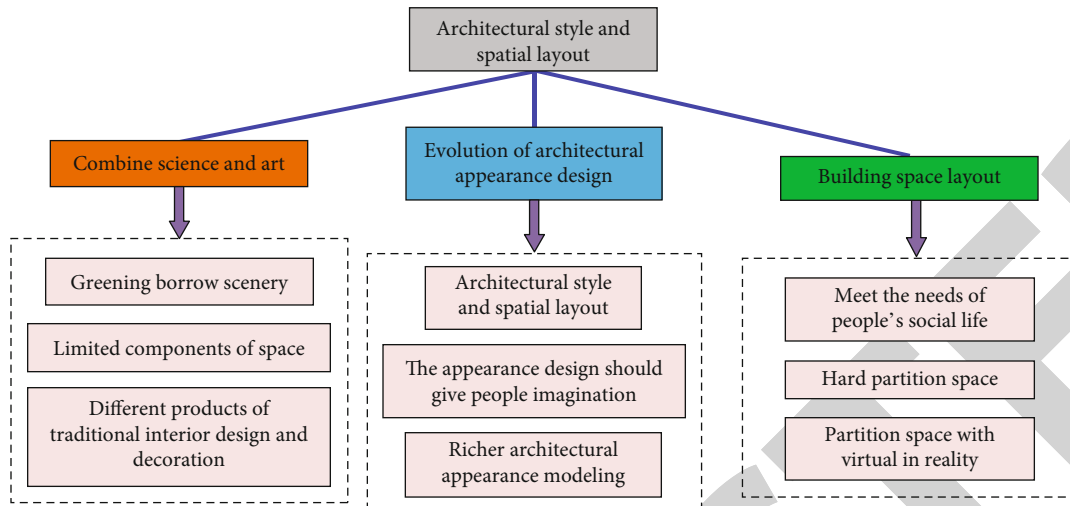 Architectural style and
spatial layout
Combine science and art
Evolution of architectural
appearance design
Building space layout
Greening borrow scenery
Limited components of space
Different products of
traditional interior design and
decoration
Architectural style
and spatial layout
The appearance design should
give people imagination
Richer architectural
appearance modeling
Meet the needs of
people’s social life
Hard partition space
Partition space with
virtual in reality